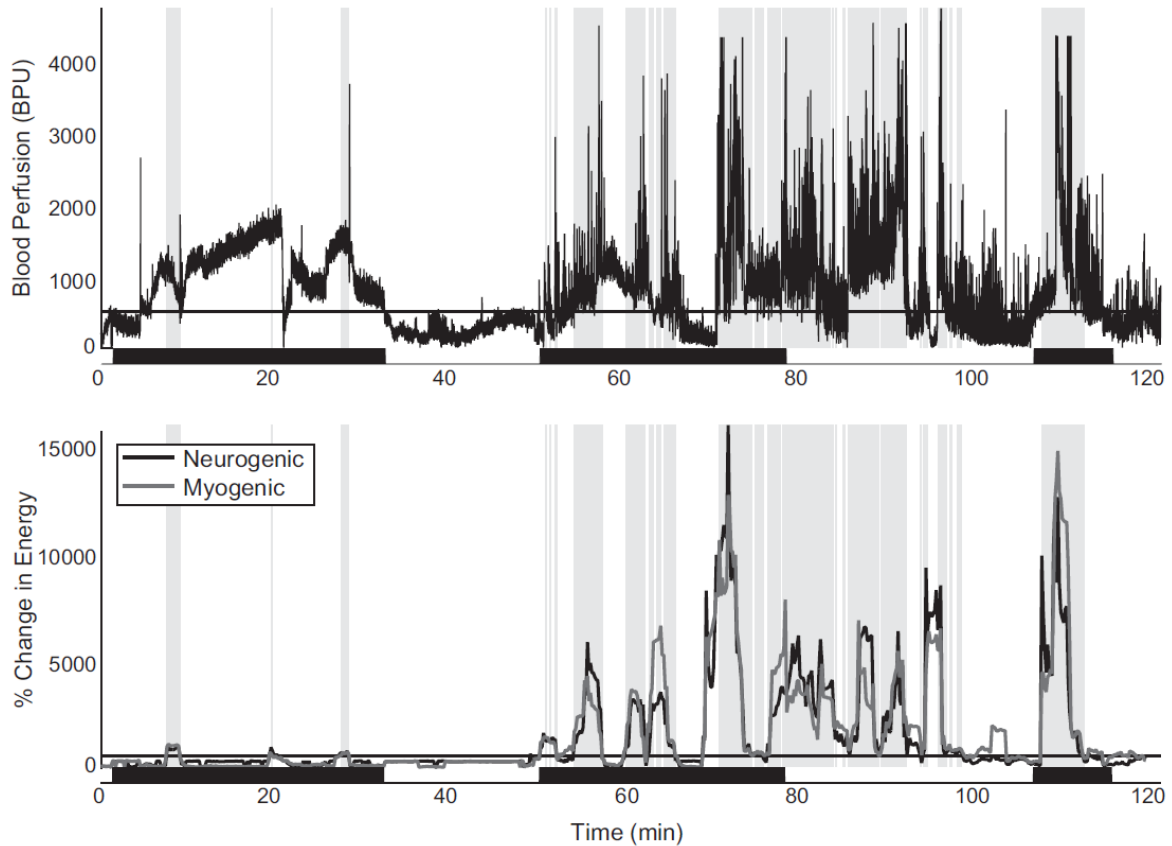 Blood Perfusion (BPU)
4000
3000
2000
1000
0
0 20 40 60 80 100 120
% Change in Energy
15000
10000
5000
0
Neurogenic
Myogenic
0 20 40 60 80 100 120
Time (min)